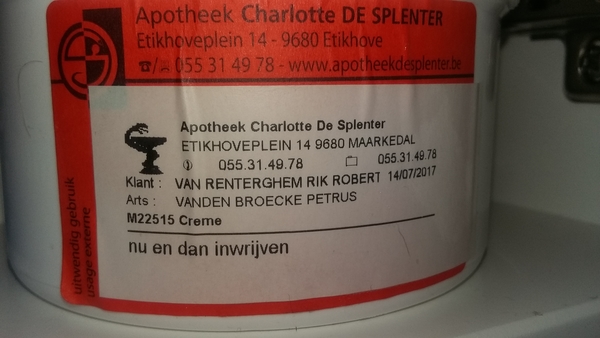 Apotheek Charlotte DE SPLENTER
Etikhoveplein 14 - 9680 Etikhove
055 31 49 78 - www.apotheekdesplenter.be
Apotheek Charlotte De Splenter
ETIKHOVEPLEIN 14 9680 MAARKEDAL
055.31.49.78 055.31.49.78
Klant : VAN RENTERGHEM RIK ROBERT 14/07/2017
Arts : VANDEN BROECKE PETRUS
M22515 Creme
nu en dan inwrijven
uitwendig gebruik
usage externe